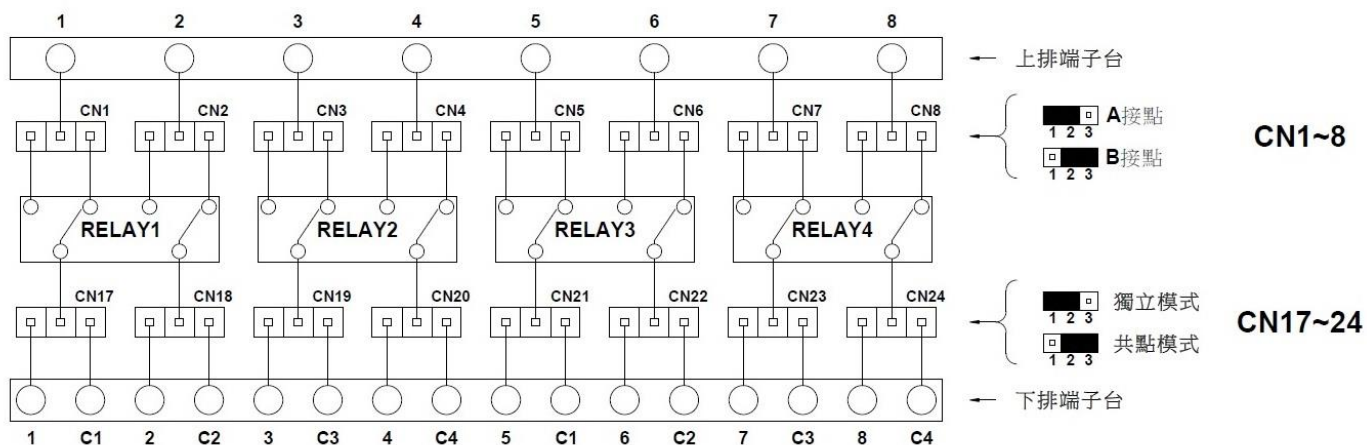 1 2 3 4 5 6 7 8
上排端子台
CN1 CN2 CN3 CN4 CN5 CN6 CN7 CN8
A接點
1 2 3
B接點
1 2 3
CN1~8
RELAY1 RELAY2 RELAY3 RELAY4
CN17 CN18 CN19 CN20 CN21 CN22 CN23 CN24
獨立模式
1 2 3
共點模式
1 2 3
CN17~24
下排端子台
1 C1 2 C2 3 C3 4 C4 5 C1 6 C2 7 C3 8 C4